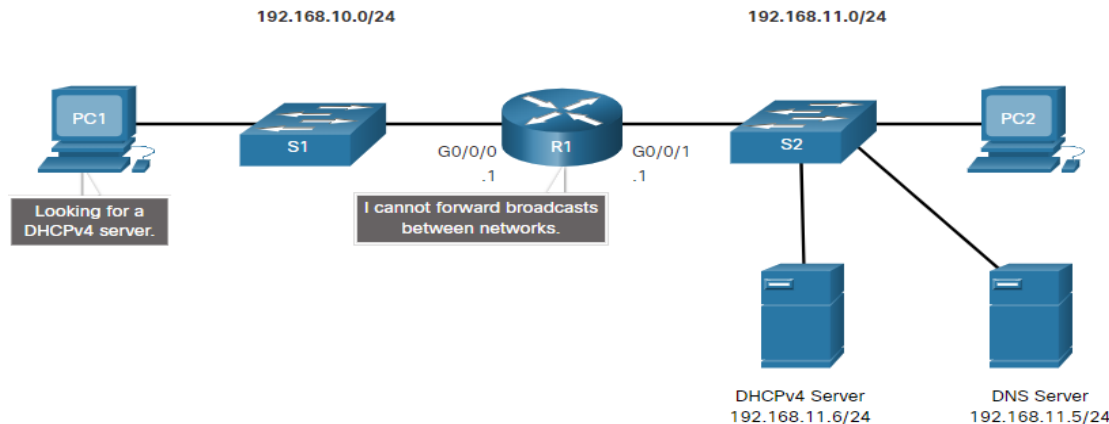 192.168.10.0/24
192.168.11.0/24
PC1
S1
G0/0/0
.1
R1
G0/0/1
.1
S2
PC2
Looking for a
DHCPv4 server.
I cannot forward broadcasts
between networks.
DHCPv4 Server
192.168.11.6/24
DNS Server
192.168.11.5/24